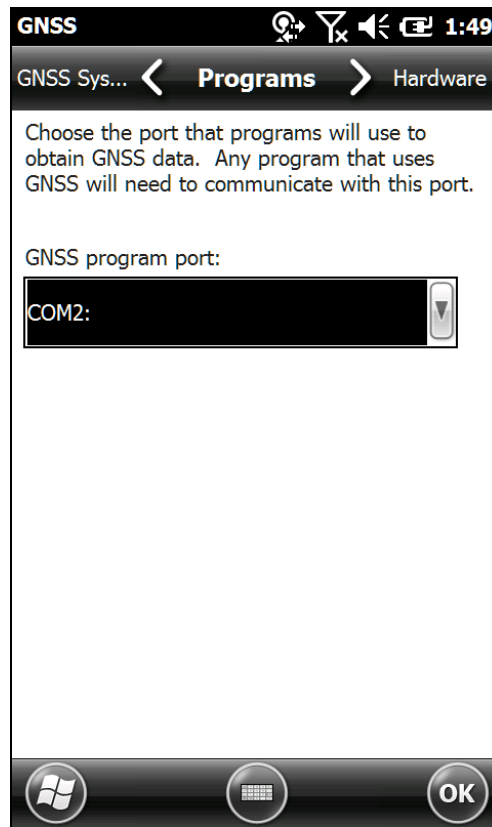 GNSS 1:49
GNSS Sys... Programs Hardware
Choose the port that programs will use to
obtain GNSS data. Any program that uses
GNSS will need to communicate with this port.
GNSS program port:
COM2:
OK